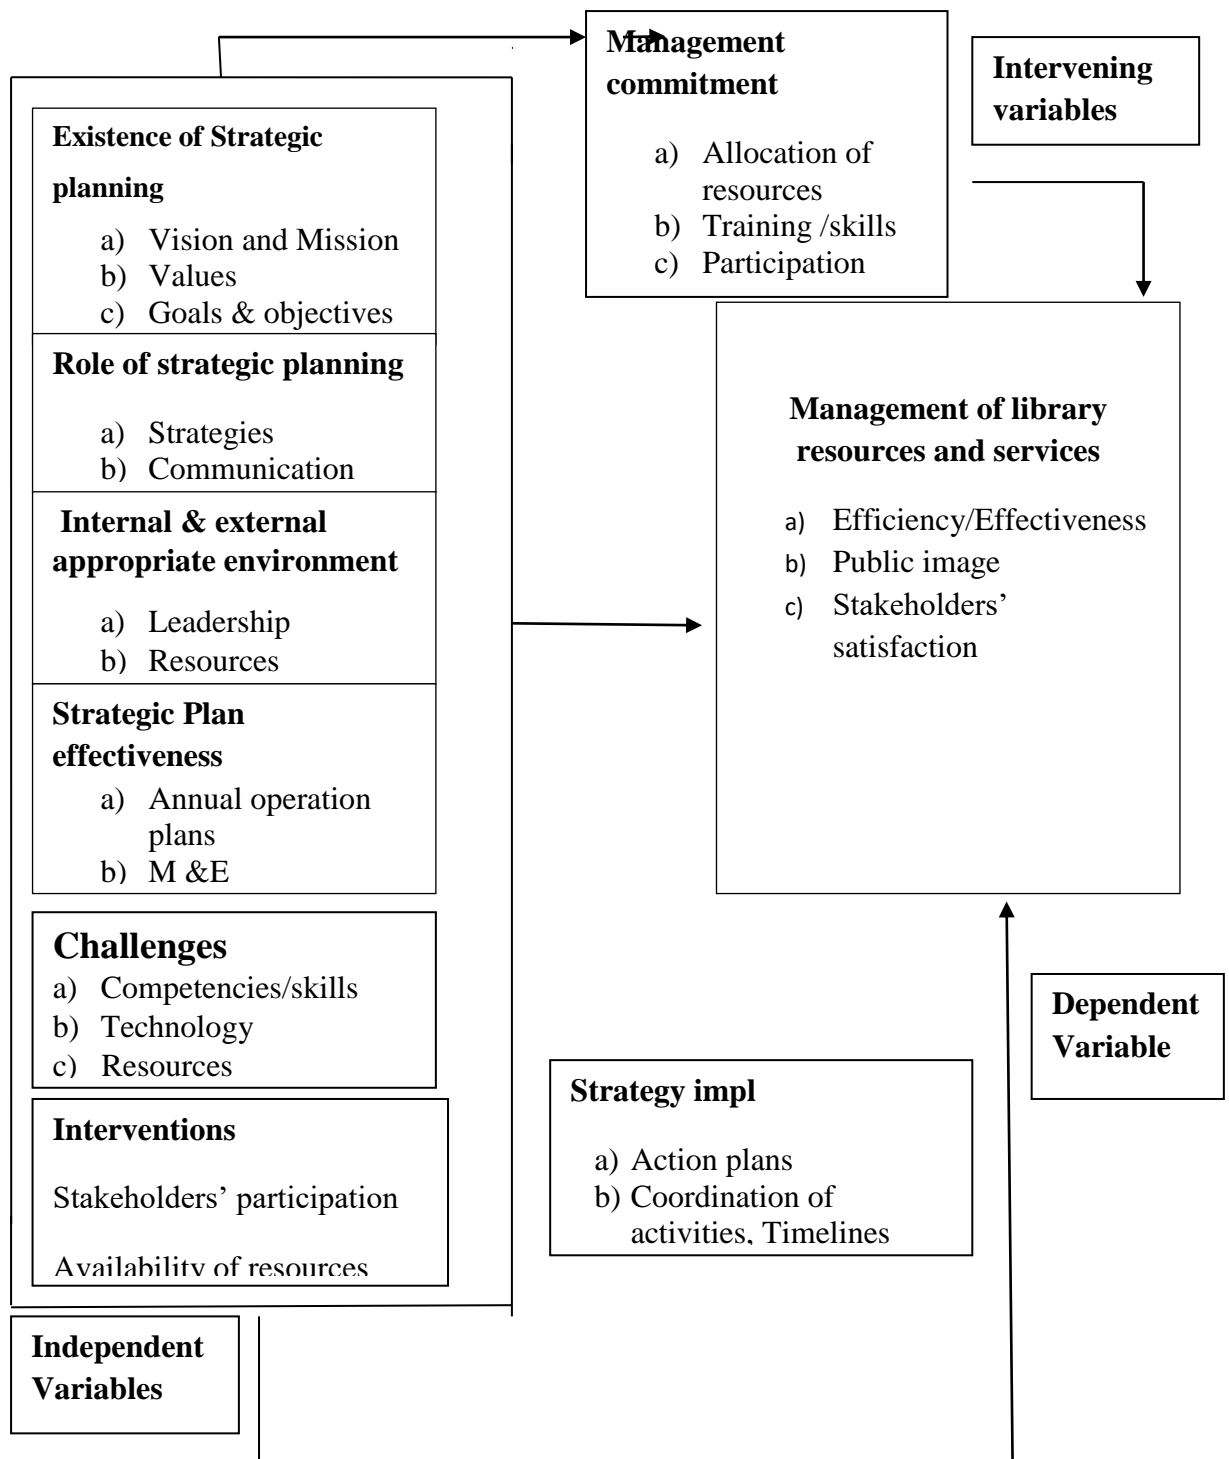 Management
commitment
a) Allocation of
resources
b) Training /skills
c) Participation
Intervening
variables
Existence of Strategic
planning
a) Vision and Mission
b) Values
c) Goals & objectives
Role of strategic planning
a) Strategies
b) Communication
Internal & external
appropriate environment
a) Leadership
b) Resources
Strategic Plan
effectiveness
a) Annual operation
plans
b) M &E
Challenges
a) Competencies/skills
b) Technology
c) Resources
Interventions
Stakeholders’ participation
Availability of resources
Independent
Variables
Management of library
resources and services
a) Efficiency/Effectiveness
b) Public image
c) Stakeholders’
satisfaction
Dependent
Variable
Strategy impl
a) Action plans
b) Coordination of
activities, Timelines